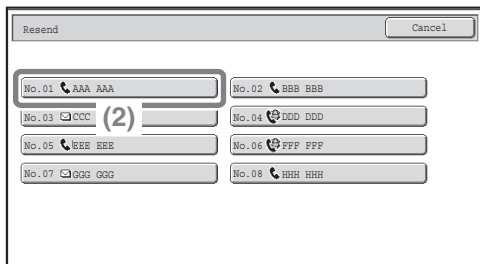 Resend Cancel
No.01 AAA AAA No.02 BBB BBB
No.03 CCC (2) No.04 DDD DDD
No.05 EEE EEE No.06 FFF FFF
No.07 GGG GGG No.08 HHH HHH